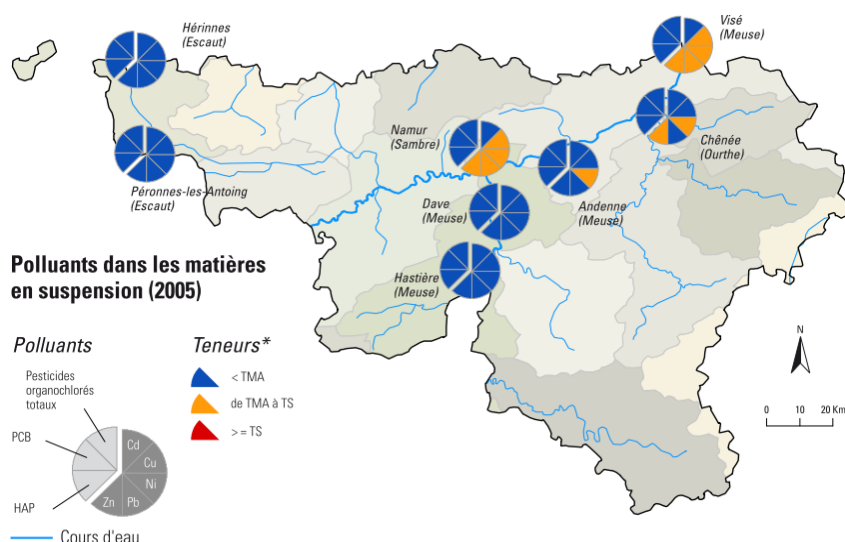 Hérinnes
(Escaut)
Visé
(Meuse)
Namur
(Sambre)
Chênée
(Ourthe)
Péronnes-les-Antoing
(Escaut)
Dave
(Meuse)
Andenne
(Meuse)
Hastière
(Meuse)
Polluants dans les matières
en suspension (2005)
Polluants
Pesticides
organochlorés
totaux
PCB
HAP
Cd
Cu
Ni
Pb
Zn
Cours d'eau
Teneurs*
< TMA
de TMA à TS
> = TS
N
0 10 20 Km